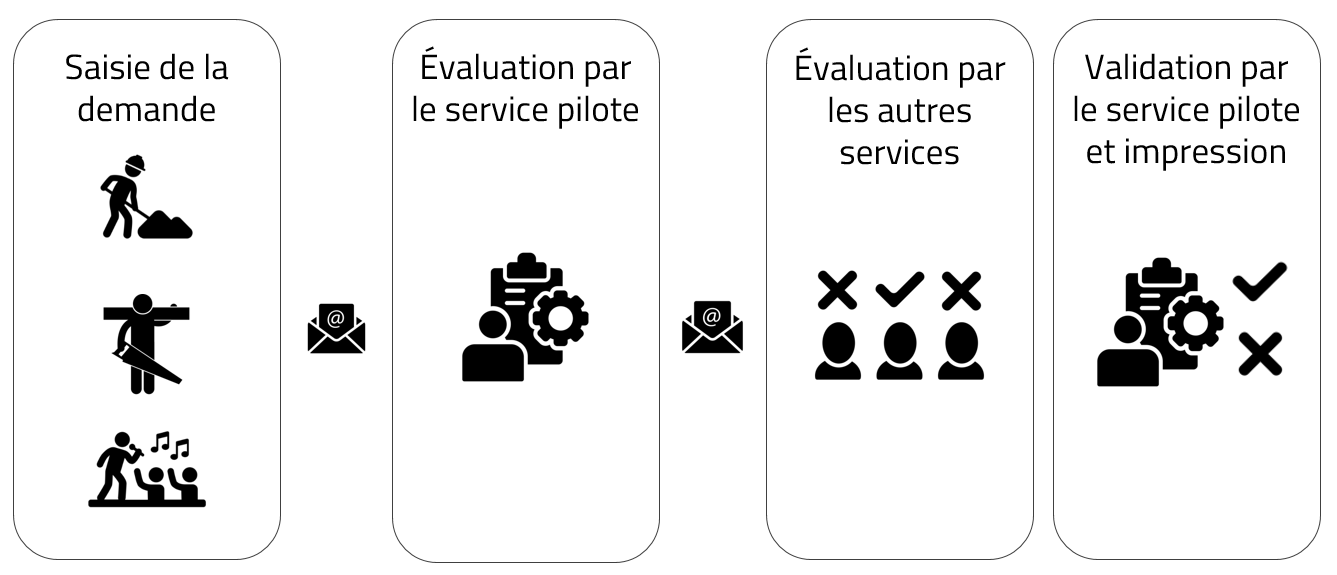 Saisie de la
demande
@
Évaluation par
le service pilote
@
Évaluation par
les autres
services
Validation par
le service pilote
et impression